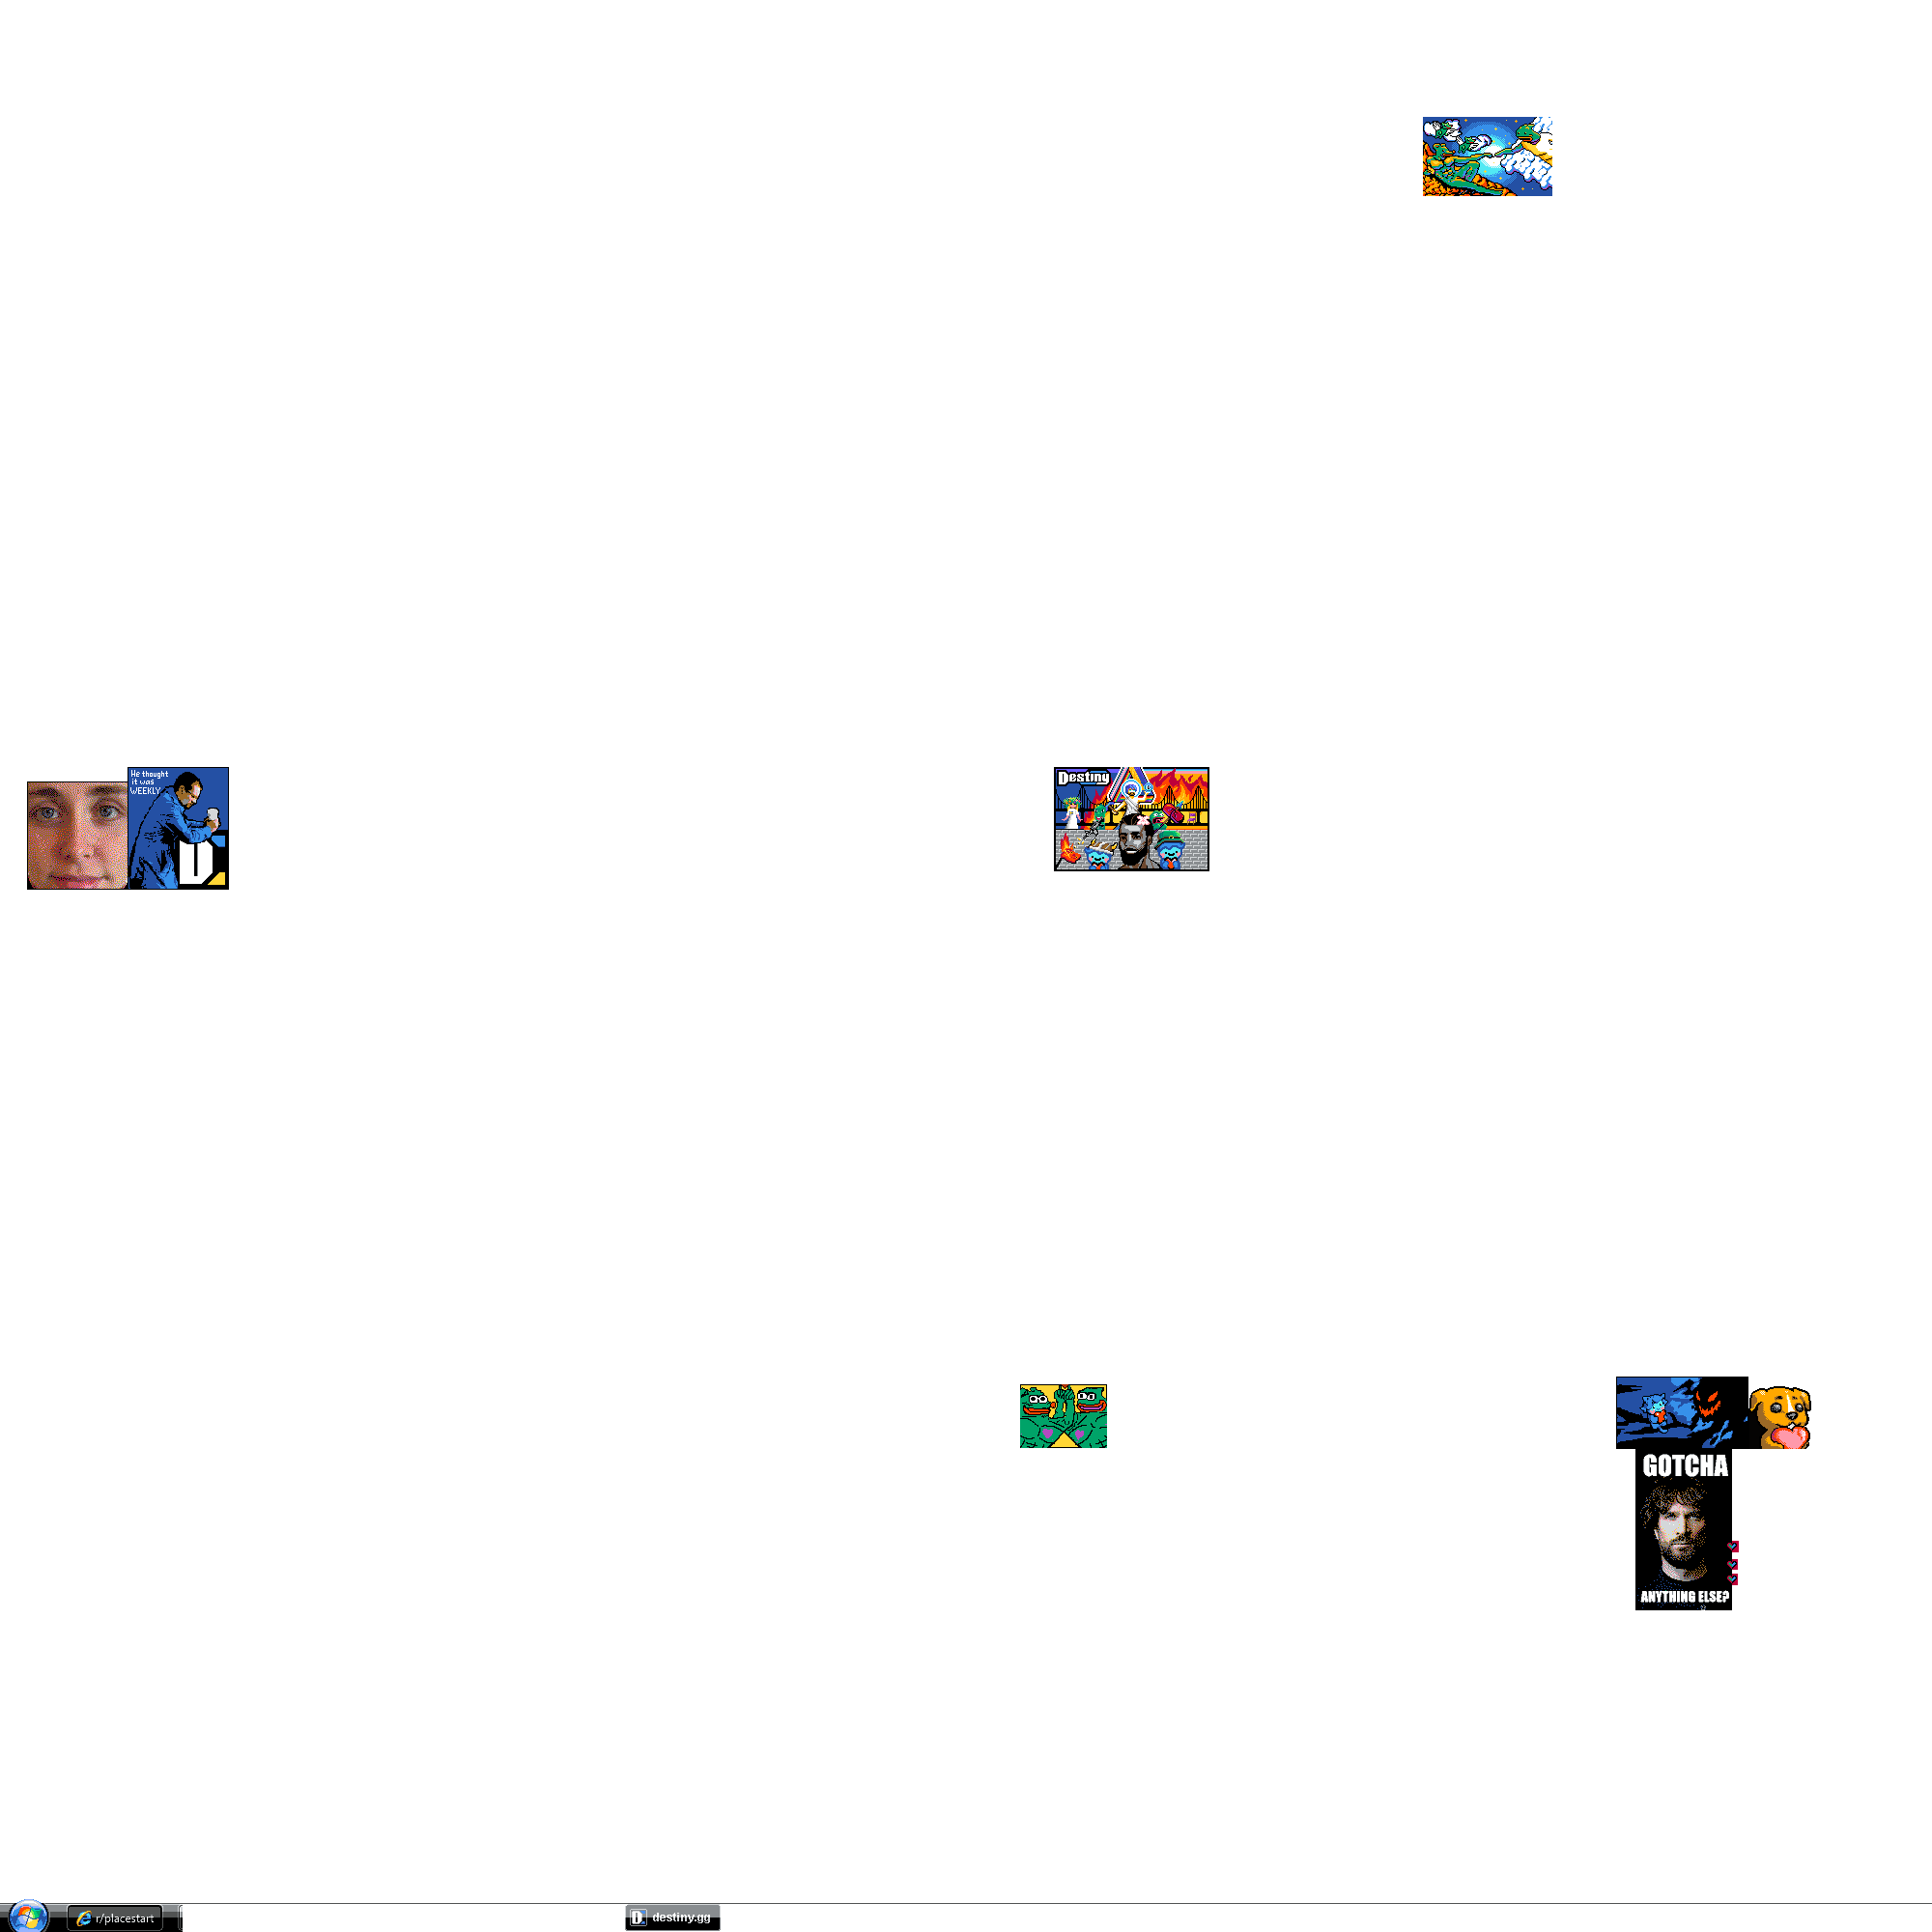 He thought
it was
WEEKLY
Destiny
GOTCHA
ANYTHING ELSE?
r/placestart
D.
destiny.gg